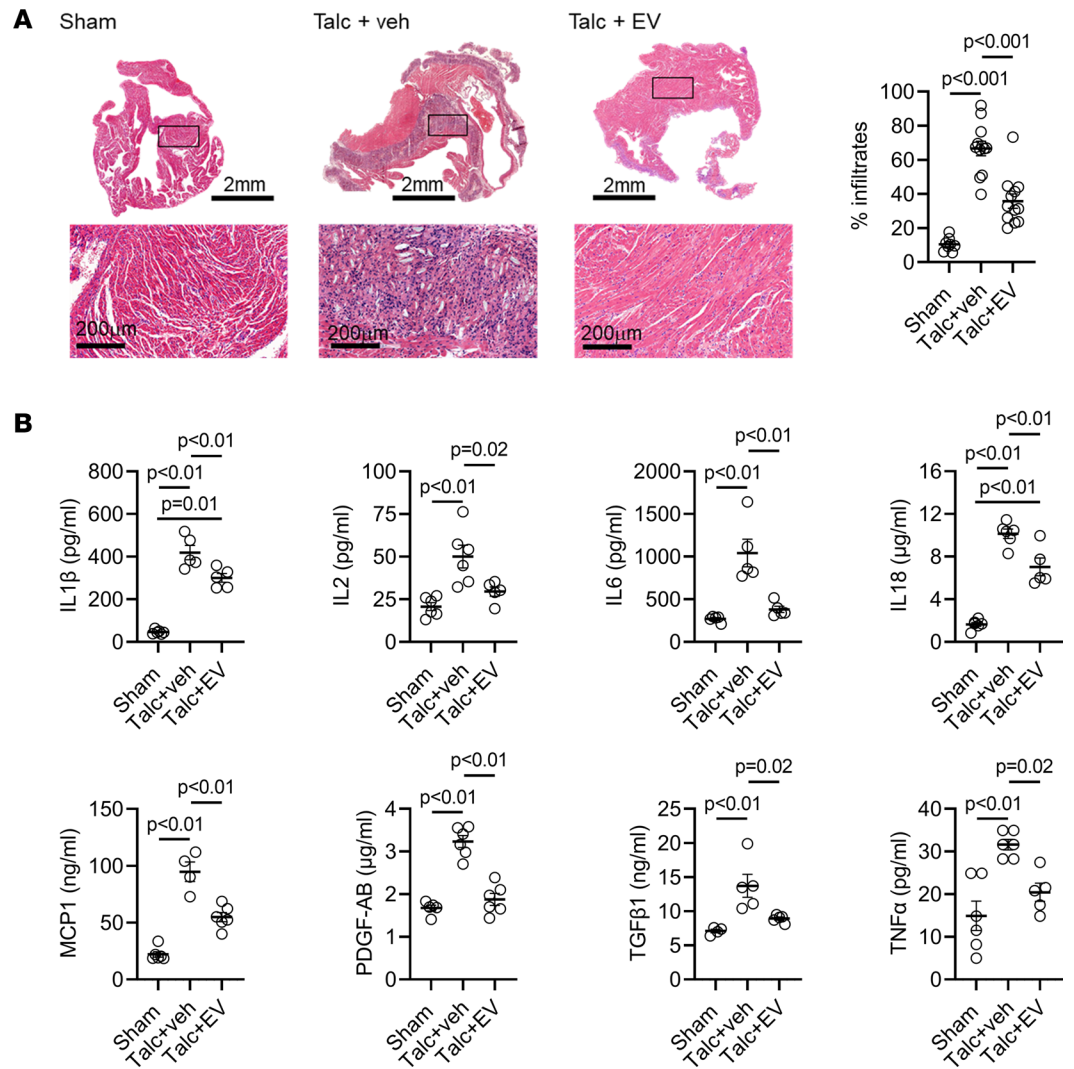 A
Sham
Talc + veh
Talc + EV
2mm
2mm
2mm
200µm
200µm
200µm
p<0.001
p<0.001
% infiltrates
100
80
60
40
20
0
Sham
Talc+veh
Talc+EV
B
p<0.01
p<0.01
p=0.01
IL1β (pg/ml)
800
600
400
200
0
Sham
Talc+veh
Talc+EV
p=0.02
p<0.01
IL2 (pg/ml)
100
75
50
25
0
Sham
Talc+veh
Talc+EV
p<0.01
p<0.01
IL6 (pg/ml)
2000
1500
1000
500
0
Sham
Talc+veh
Talc+EV
p<0.01
p<0.01
p<0.01
IL18 (µg/ml)
16
12
8
4
0
Sham
Talc+veh
Talc+EV
p<0.01
p<0.01
MCP1 (ng/ml)
150
100
50
0
Sham
Talc+veh
Talc+EV
p<0.01
p<0.01
PDGF-AB (µg/ml)
4
3
2
1
0
Sham
Talc+veh
Talc+EV
p=0.02
p<0.01
TGFβ1 (ng/ml)
25
20
15
10
5
0
Sham
Talc+veh
Talc+EV
p=0.02
p<0.01
TNFα (pg/ml)
40
30
20
10
0
Sham
Talc+veh
Talc+EV